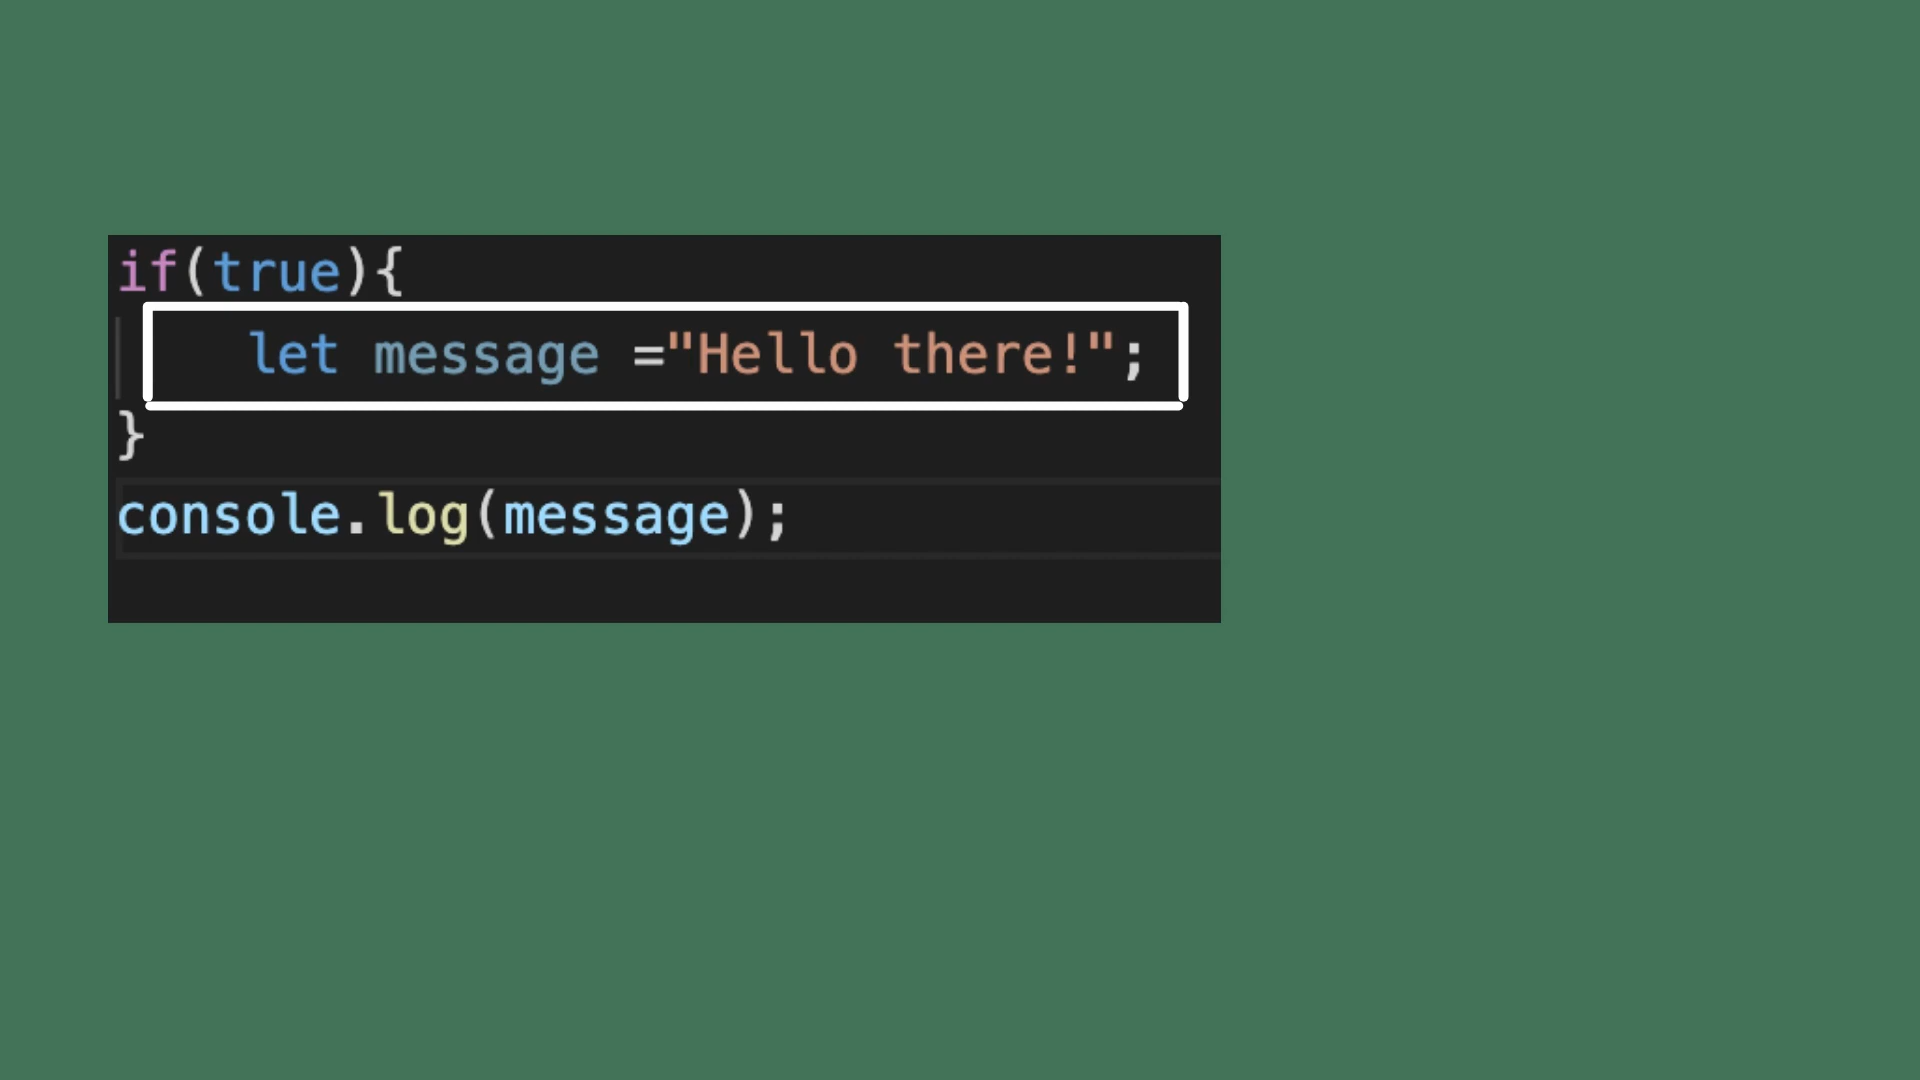 if(true){
    let message ="Hello there!";
}
console.log(message);